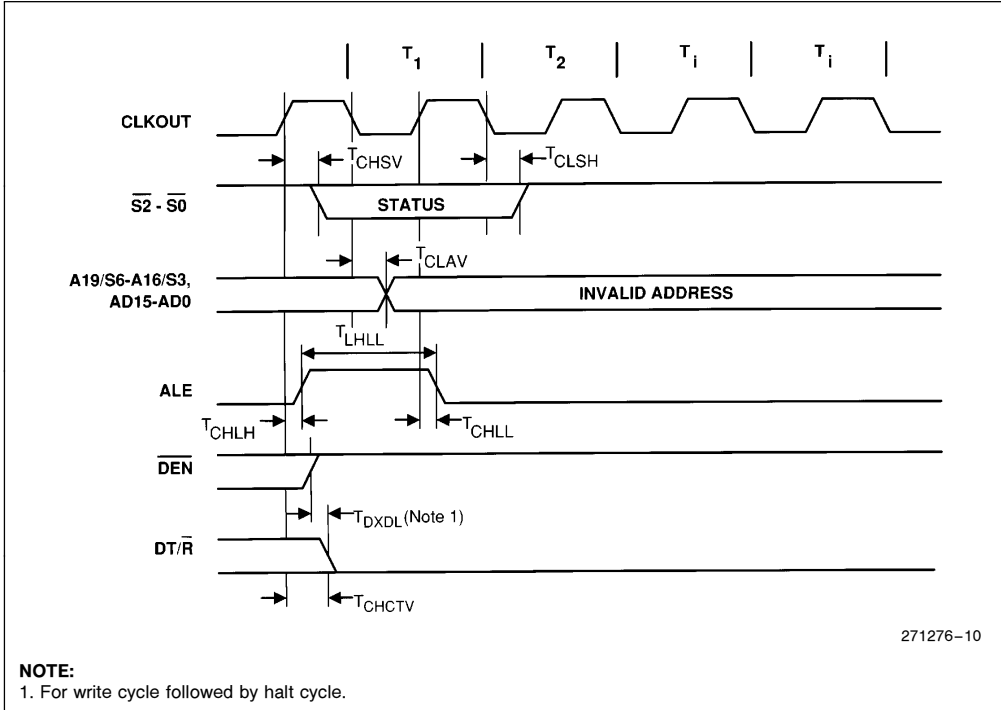 T1 T2 Ti Ti
CLKOUT
TCHSV TCLSH
S2 - S0 STATUS
TCLAV
A19/S6-A16/S3,
AD15-AD0 INVALID ADDRESS
TLHLL
ALE
TCHLH TCHLL
DEN
TDXDL (Note 1)
DT/R
TCHCTV
271276-10
NOTE:
1. For write cycle followed by halt cycle.